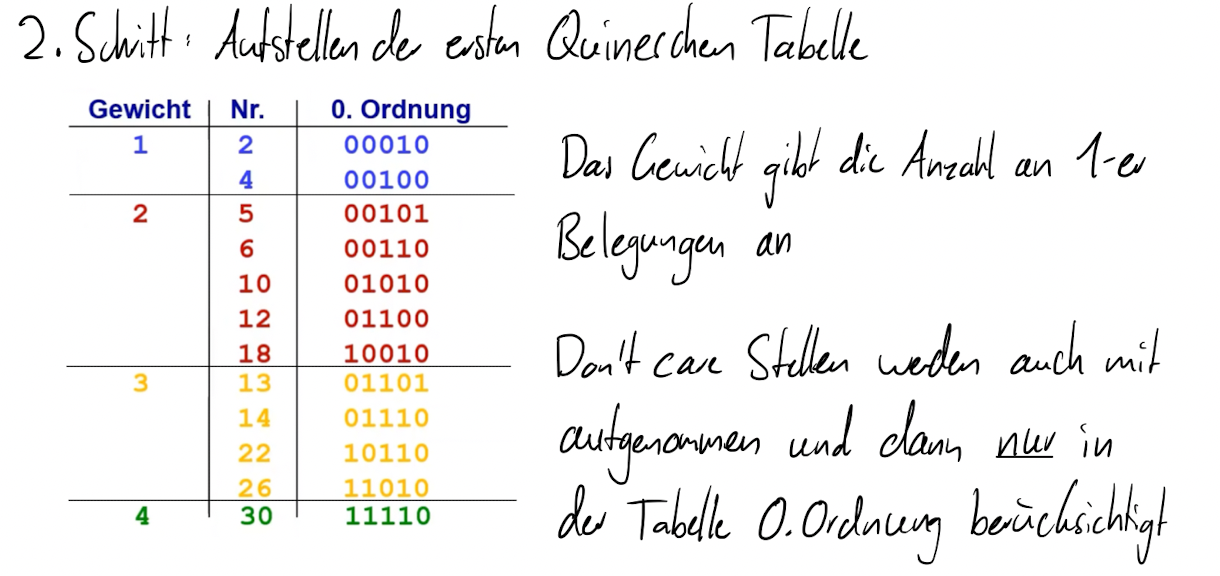 2. Schritt: Aufstellen der ersten Quineschen Tabelle
Gewicht Nr. 0. Ordnung
1 2 00010
4 00100
2 5 00101
6 00110
10 01010
12 01100
18 10010
3 13 01101
14 01110
22 10110
26 11010
4 30 11110
Das Gewicht gibt die Anzahl an 1-er
Belegungen an
Don't care Stellen werden auch mit
aufgenommen und dann nur in
der Tabelle 0. Ordnung berücksichtigt